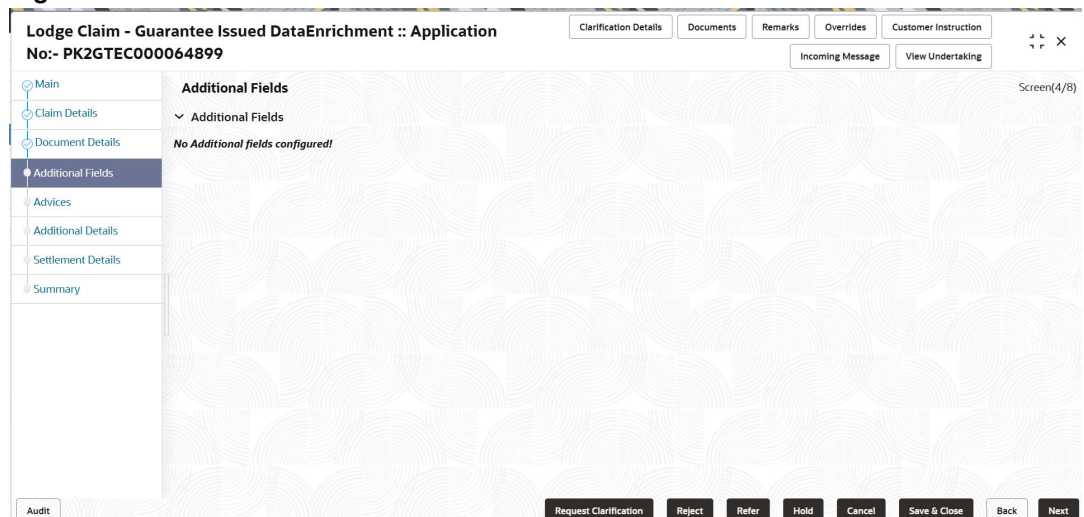 Lodge Claim - Guarantee Issued DataEnrichment :: Application
No:- PK2GTEC000064899
Clarification Details
Documents
Remarks
Overrides
Customer Instruction
Incoming Message
View Undertaking
Main
Claim Details
Document Details
Additional Fields
Advices
Additional Details
Settlement Details
Summary
Additional Fields
Screen(4/8)
Additional Fields
No Additional fields configured!
Audit
Request Clarification
Reject
Refer
Hold
Cancel
Save & Close
Back
Next